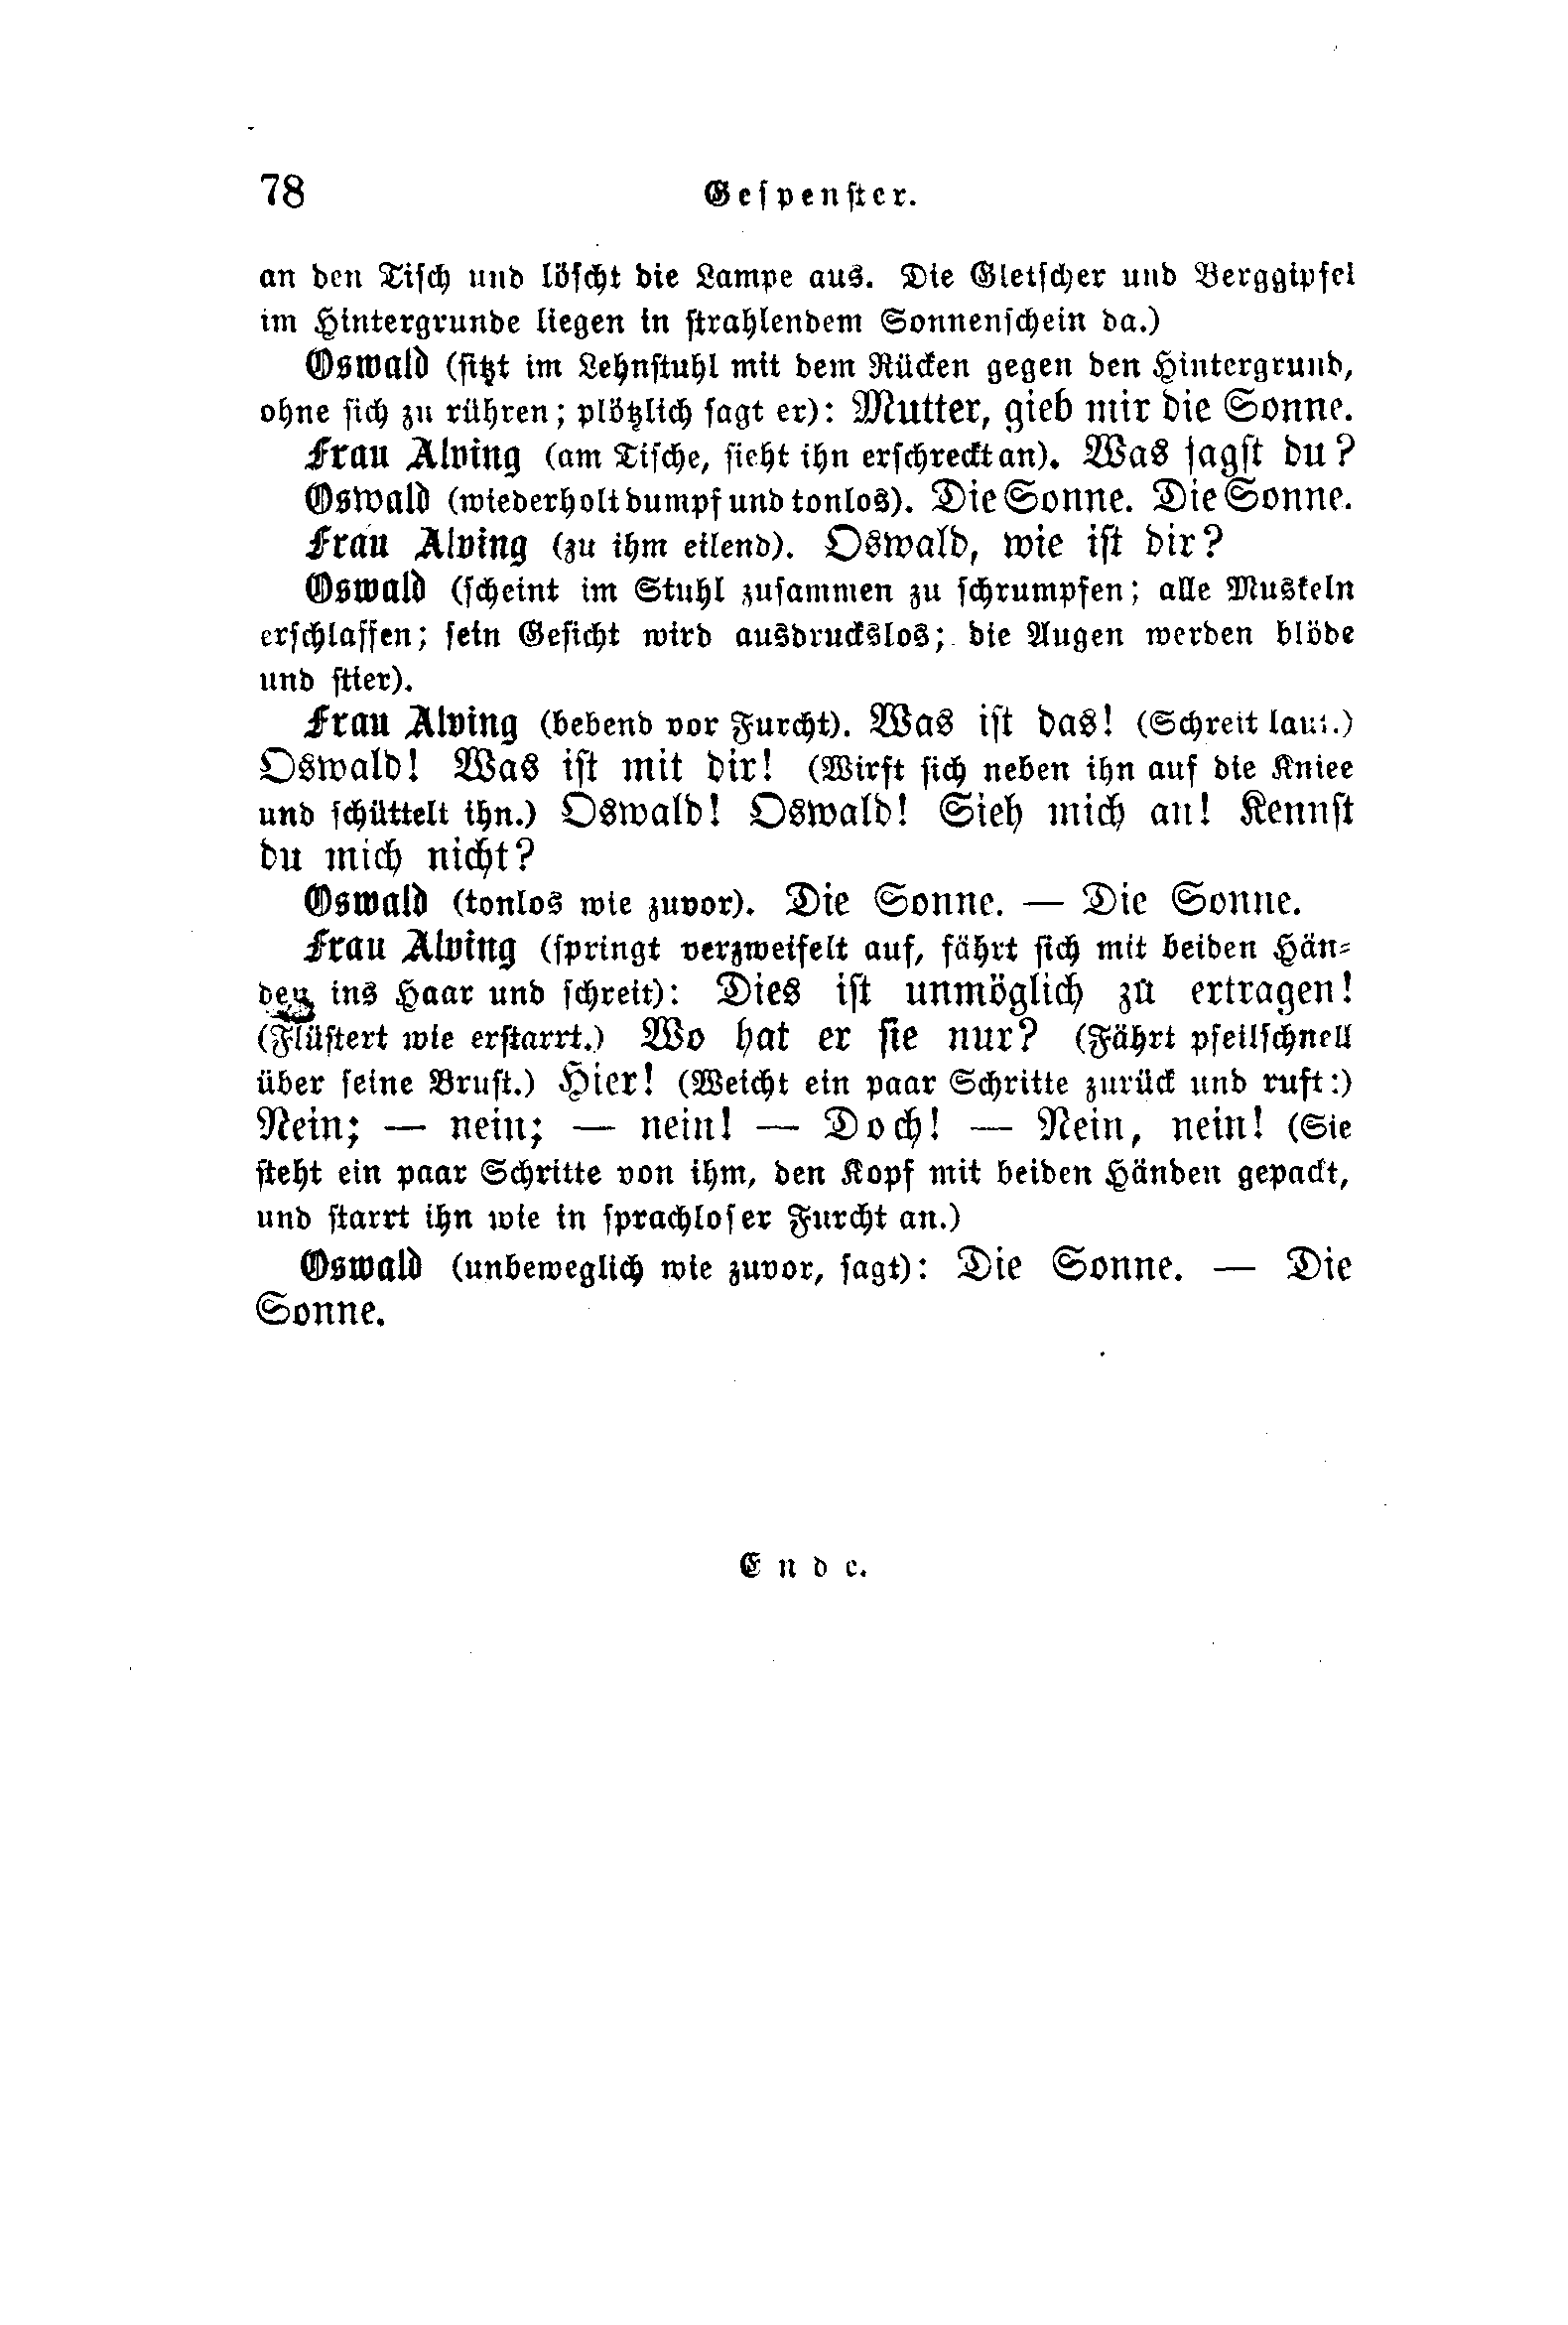 78 Gespenster.
an den Tisch und löscht die Lampe aus. Die Gletscher und Berggipfel
im Hintergrunde liegen in strahlendem Sonnenschein da.)
Oswald (sitzt im Lehnstuhl mit dem Rücken gegen den Hintergrund,
ohne sich zu rühren; plötzlich sagt er): Mutter, gieb mir die Sonne.
Frau Alving (am Tische, sieht ihn erschreckt an). Was sagst du?
Oswald (wiederholt dumpf und tonlos). Die Sonne. Die Sonne.
Frau Alving (zu ihm eilend). Oswald, wie ist dir?
Oswald (scheint im Stuhl zusammen zu schrumpfen; alle Muskeln
erschlaffen; sein Gesicht wird ausdruckslos; die Augen werden blöde
und stier).
Frau Alving (bebend vor Furcht). Was ist das! (Schreit laut.)
Oswald! Was ist mit dir! (Wirft sich neben ihn auf die Kniee
und schüttelt ihn.) Oswald! Oswald! Sieh mich an! Kennst
du mich nicht?
Oswald (tonlos wie zuvor). Die Sonne. — Die Sonne.
Frau Alving (springt verzweifelt auf, fährt sich mit beiden Hän-
den ins Haar und schreit): Dies ist unmöglich zu ertragen!
(Flüstert wie erstarrt.) Wo hat er sie nur? (Fährt pfeilschnell
über seine Brust.) Hier! (Weicht ein paar Schritte zurück und ruft:)
Nein; — nein; — nein! — Doch! — Nein, nein! (Sie
steht ein paar Schritte von ihm, den Kopf mit beiden Händen gepackt,
und starrt ihn wie in sprachloser Furcht an.)
Oswald (unbeweglich wie zuvor, sagt): Die Sonne. — Die
Sonne.
Ende.